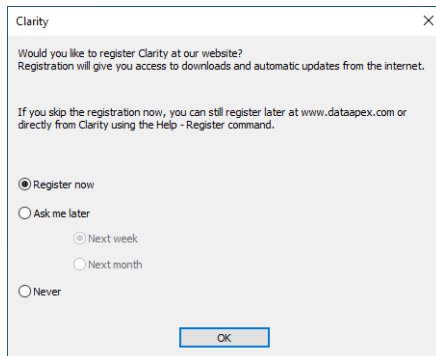 Clarity
Would you like to register Clarity at our website?
Registration will give you access to downloads and automatic updates from the internet.
If you skip the registration now, you can still register later at www.dataapex.com or
directly from Clarity using the Help - Register command.
Register now
Ask me later
Next week
Next month
Never
OK